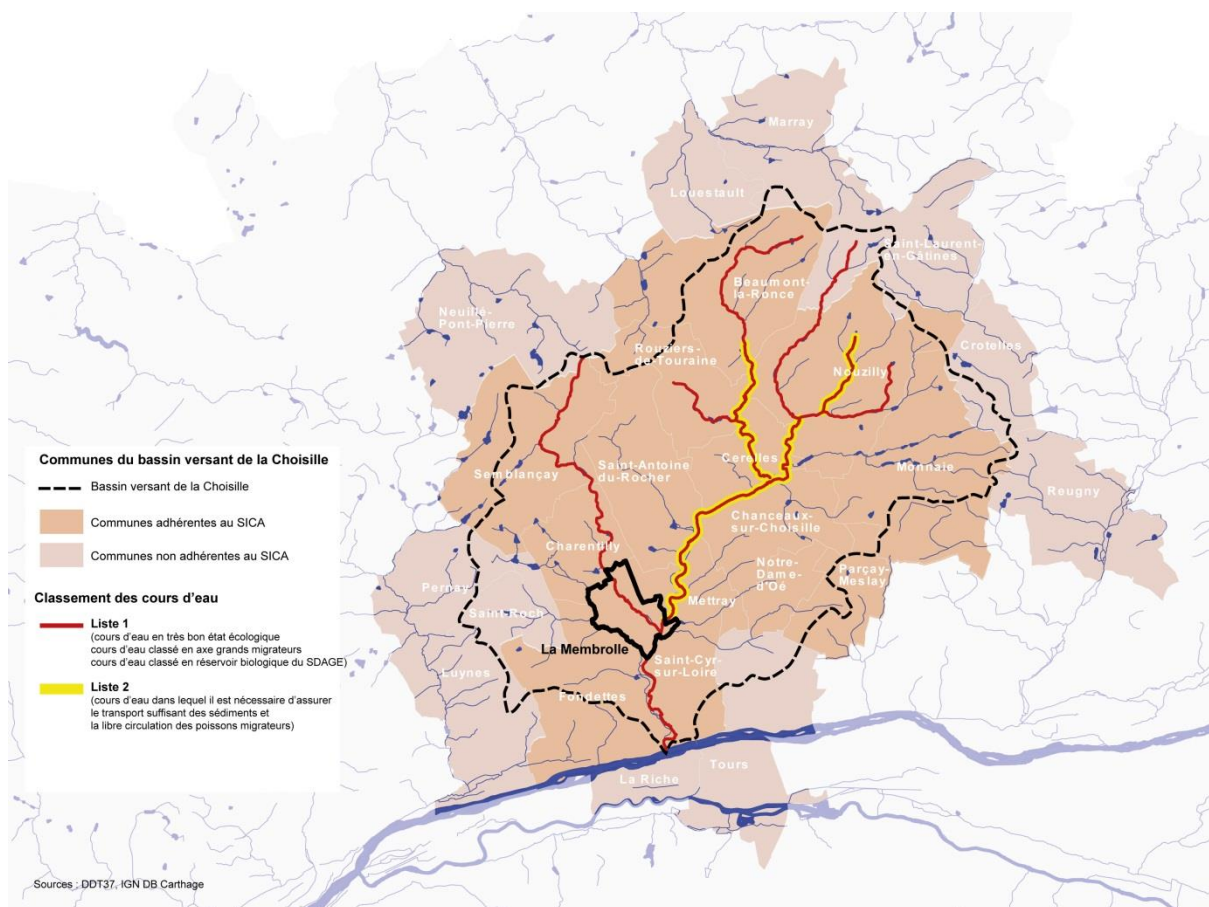 Marray
Louestault
Saint-Laurent-
en-Gâtines
Beaumont-
la-Ronce
Neuillé-
Pont-Pierre
Crotelles
Rouziers-
de-Touraine
Nouzilly
Communes du bassin versant de la Choisille
Bassin versant de la Choisille
Communes adhérentes au SICA
Communes non adhérentes au SICA
Classement des cours d'eau
Liste 1
(cours d'eau en très bon état écologique
cours d'eau classé en axe grands migrateurs
cours d'eau classé en réservoir biologique du SDAGE)
Liste 2
(cours d'eau dans lequel il est nécessaire d'assurer
le transport suffisant des sédiments et
la libre circulation des poissons migrateurs)
Semblançay
Saint-Antoine
du-Rocher
Cerelles
Monnaie
Reugny
Chanceaux-
sur-Choisille
Charentilly
Notre-
Dame-
d'Oé
Parçay-
Meslay
Pernay
Saint-Roch
Mettray
La Membrolle
Saint-Cyr-
sur-Loire
Luynes
Fondettes
La Riche
Tours
Sources : DDT37, IGN DB Carthage